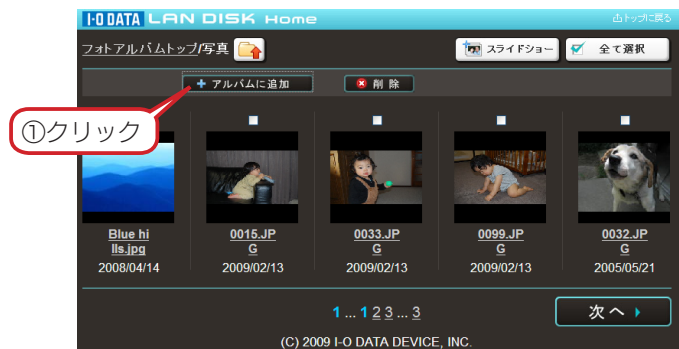 I-O DATA LAN DISK Home
トップに戻る
フォトアルバムトップ/写真
スライドショー
全て選択
+ アルバムに追加
削除
①クリック
Blue hi
lls.jpg
2008/04/14
0015.JP
G
2009/02/13
0033.JP
G
2009/02/13
0099.JP
G
2009/02/13
0032.JP
G
2005/05/21
1 ... 1 2 3 ... 3
次へ
(C) 2009 I-O DATA DEVICE, INC.